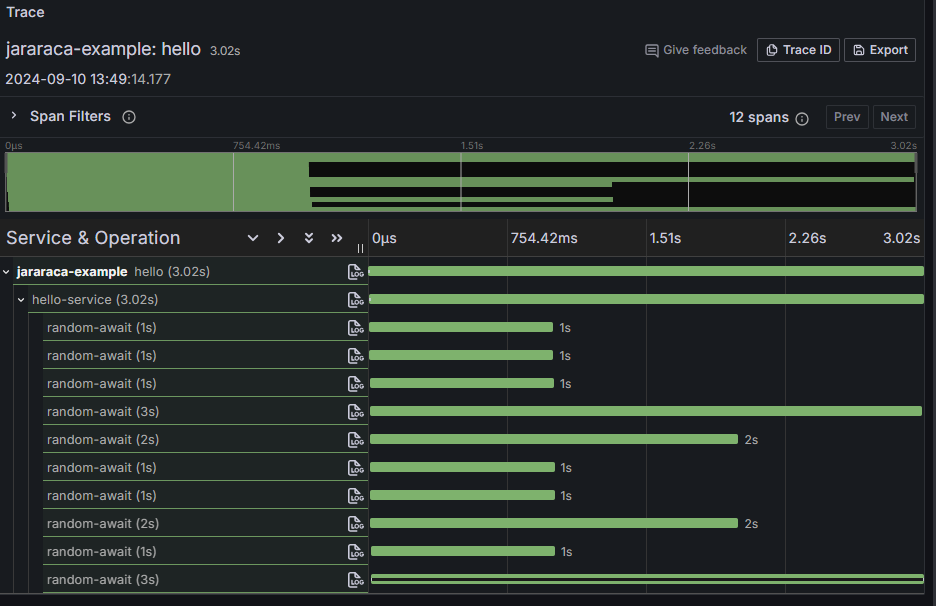 Trace
jararaca-example: hello 3.02s
Give feedback
Trace ID
Export
2024-09-10 13:49:14.177
Span Filters
12 spans
Prev
Next
0μs 754.42ms 1.51s 2.26s 3.02s
Service & Operation
0μs 754.42ms 1.51s 2.26s 3.02s
jararaca-example hello (3.02s) LOG
hello-service (3.02s) LOG
random-await (1s) LOG 1s
random-await (1s) LOG 1s
random-await (1s) LOG 1s
random-await (3s) LOG
random-await (2s) LOG 2s
random-await (1s) LOG 1s
random-await (1s) LOG 1s
random-await (2s) LOG 2s
random-await (1s) LOG 1s
random-await (3s) LOG